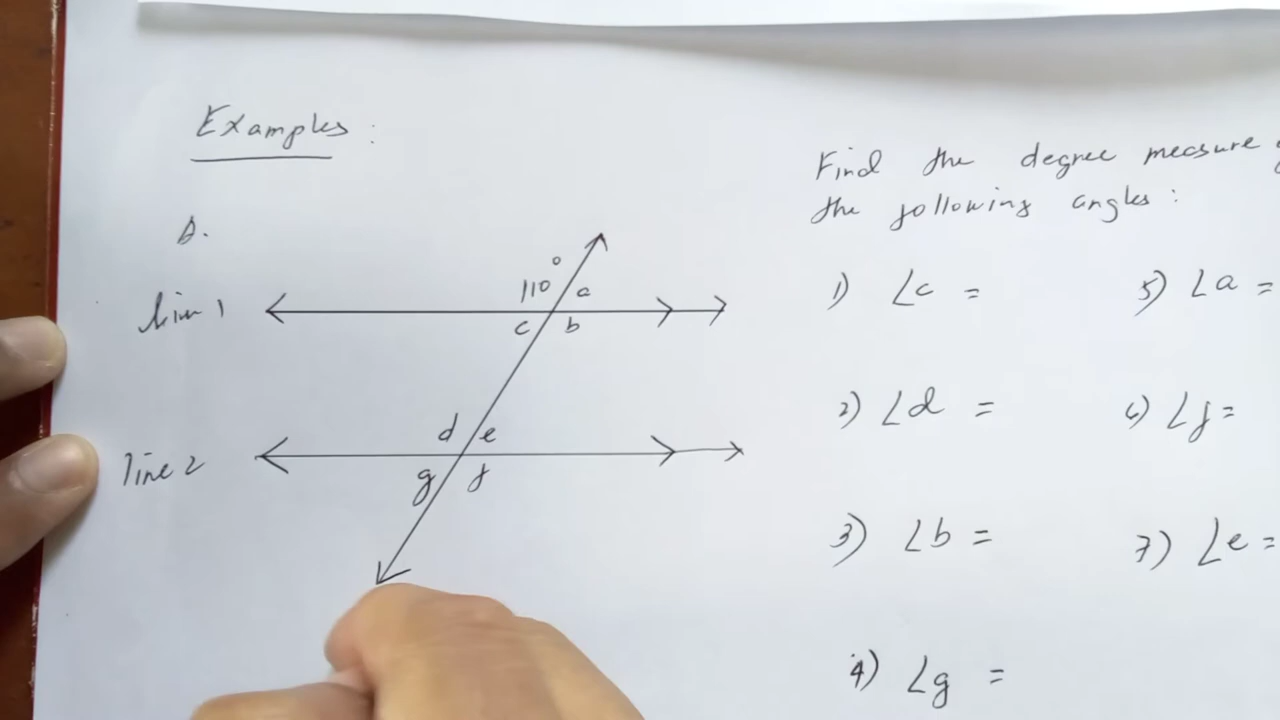 Examples:
A.
110°
a
line 1
c
b
d
e
line 2
g
f
Find the degree measure
the following angles:
1) ∠c =
5) ∠a =
2) ∠d =
6) ∠f =
3) ∠b =
7) ∠e =
4) ∠g =